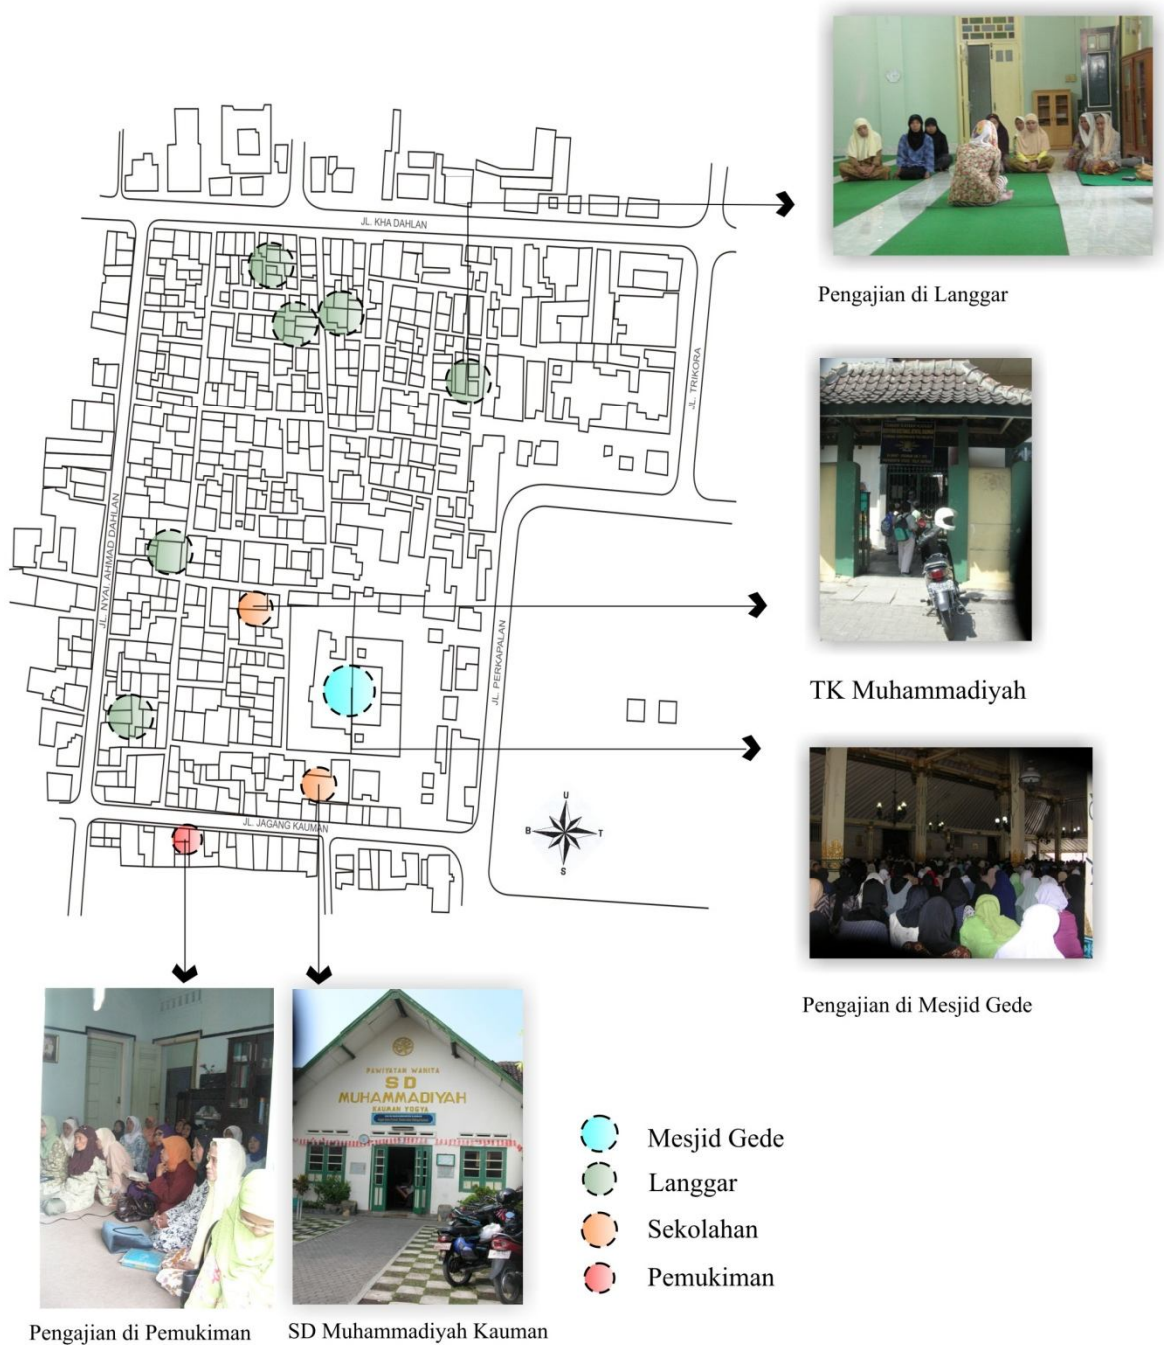 JL. KHA DAHLAN
Pengajian di Langgar
JL. TRIKORA
JL. NYAI. AHMAD DAHLAN
JL. PERKAPALAN
TK Muhammadiyah
U
B
T
S
JL. JAGANG KAUMAN
Pengajian di Mesjid Gede
PAWIYATAN WANITA
SD
MUHAMMADIYAH
KAUMAN YOGYA
Mesjid Gede
Langgar
Sekolahan
Pemukiman
Pengajian di Pemukiman
SD Muhammadiyah Kauman